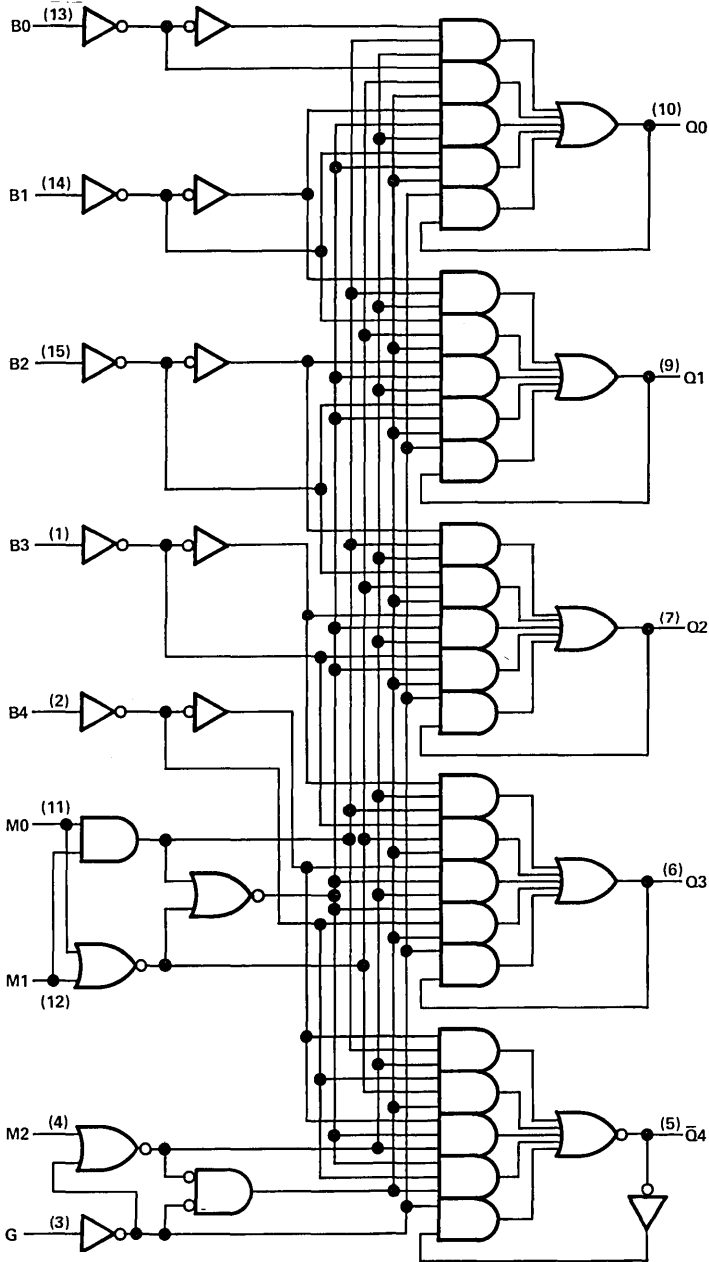 B0 (13)
(10) Q0
B1 (14)
B2 (15)
(9) Q1
B3 (1)
(7) Q2
B4 (2)
M0 (11)
(6) Q3
M1 (12)
M2 (4)
(5) Q̅4
G (3)